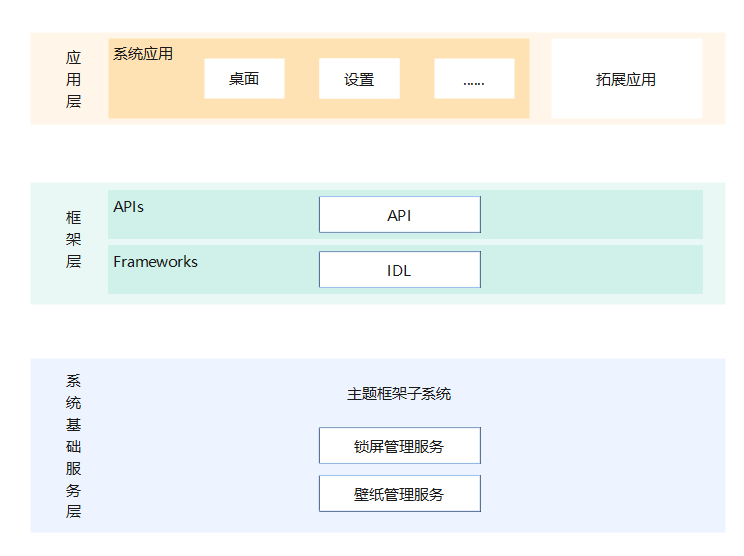 应用层
系统应用
桌面
设置
......
拓展应用
框架层
APIs
API
Frameworks
IDL
系统基础服务层
主题框架子系统
锁屏管理服务
壁纸管理服务